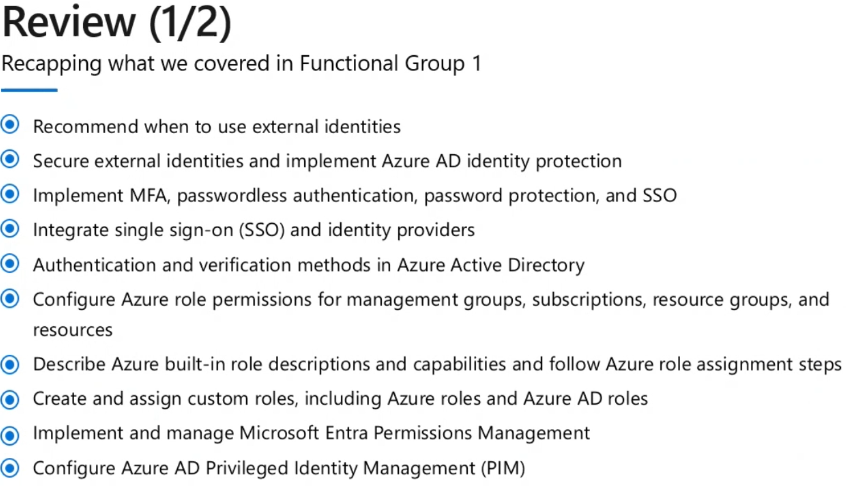 Review (1/2)
Recapping what we covered in Functional Group 1
Recommend when to use external identities
Secure external identities and implement Azure AD identity protection
Implement MFA, passwordless authentication, password protection, and SSO
Integrate single sign-on (SSO) and identity providers
Authentication and verification methods in Azure Active Directory
Configure Azure role permissions for management groups, subscriptions, resource groups, and
resources
Describe Azure built-in role descriptions and capabilities and follow Azure role assignment steps
Create and assign custom roles, including Azure roles and Azure AD roles
Implement and manage Microsoft Entra Permissions Management
Configure Azure AD Privileged Identity Management (PIM)